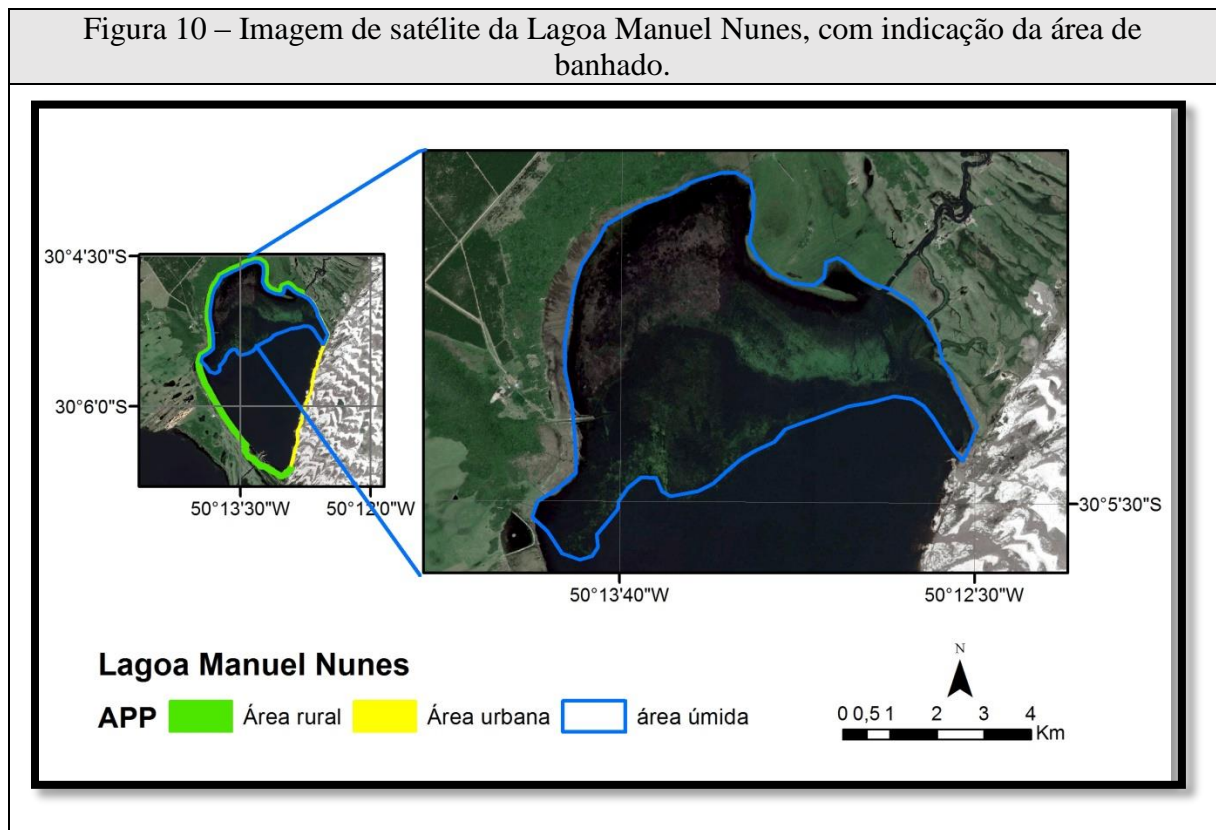 Figura 10 – Imagem de satélite da Lagoa Manuel Nunes, com indicação da área de
banhado.
30°4'30"S
30°6'0"S
50°13'30"W
50°12'0"W
30°5'30"S
50°13'40"W
50°12'30"W
Lagoa Manuel Nunes
APP Área rural Área urbana área úmida
N
0 0,5 1 2 3 4
Km